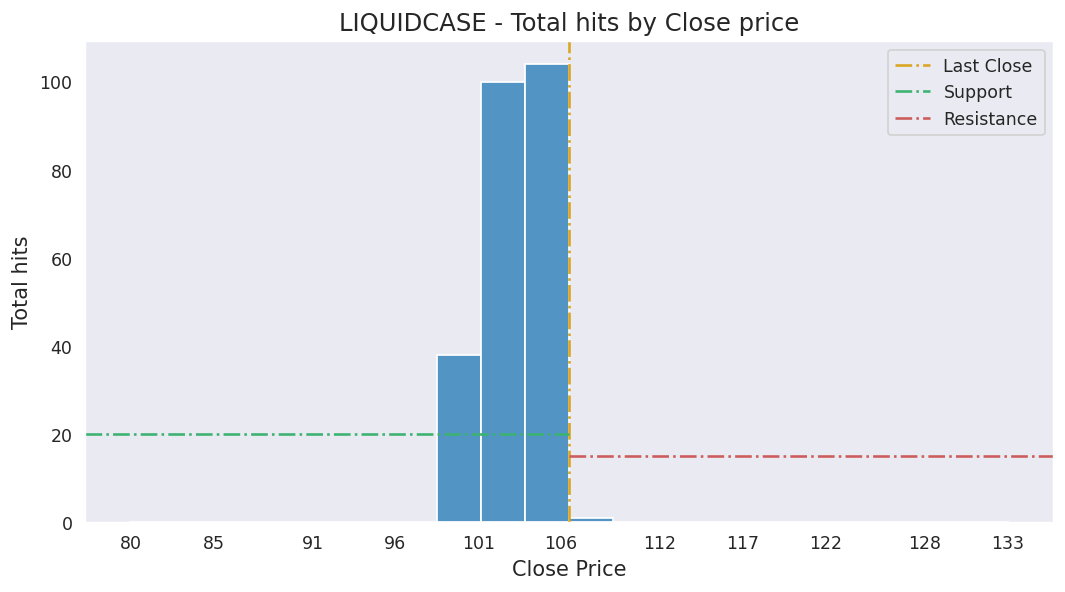 LIQUIDCASE - Total hits by Close price
Last Close
Support
Resistance
Total hits
100
80
60
40
20
0
80 85 91 96 101 106 112 117 122 128 133
Close Price